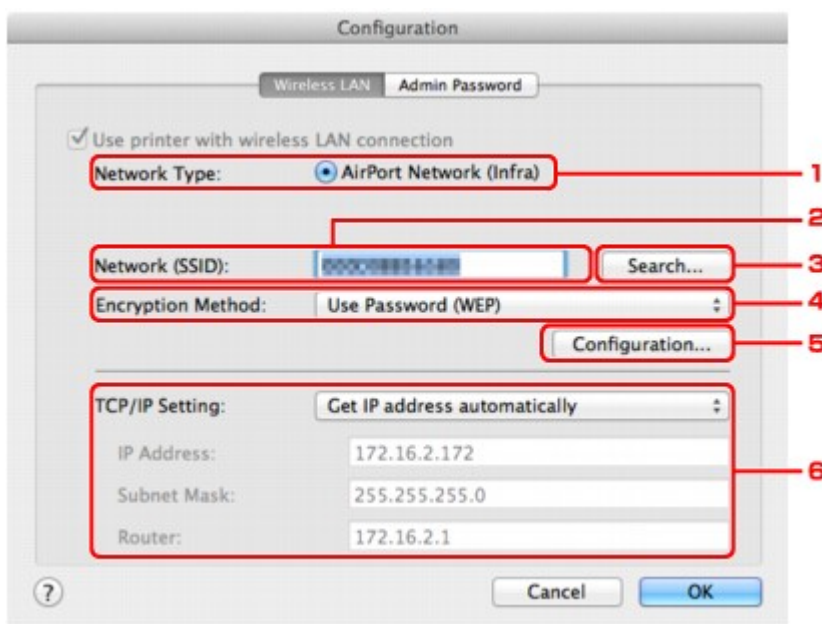 Configuration
Wireless LAN Admin Password
Use printer with wireless LAN connection
Network Type: AirPort Network (Infra) 1
2
Network (SSID): Search... 3
Encryption Method: Use Password (WEP) 4
Configuration... 5
TCP/IP Setting: Get IP address automatically
IP Address: 172.16.2.172
6
Subnet Mask: 255.255.255.0
Router: 172.16.2.1
? Cancel OK